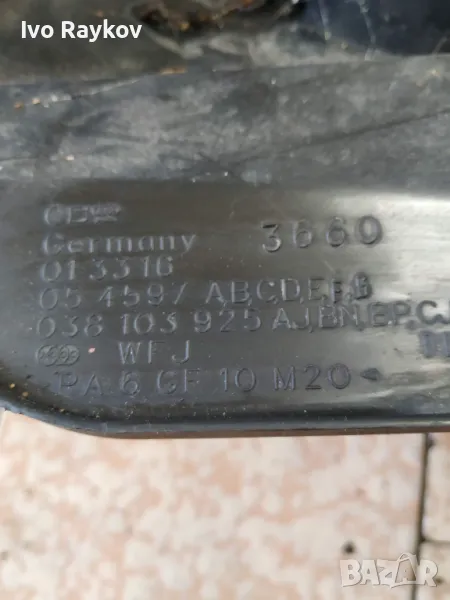 Ivo Raykov
Germany 3660
013316
054597 A,B,C,D,E,F,G
038 103 925 AJ,BN,BP,CJ
WFJ
PA 6 GF 10 M20
BAZAR